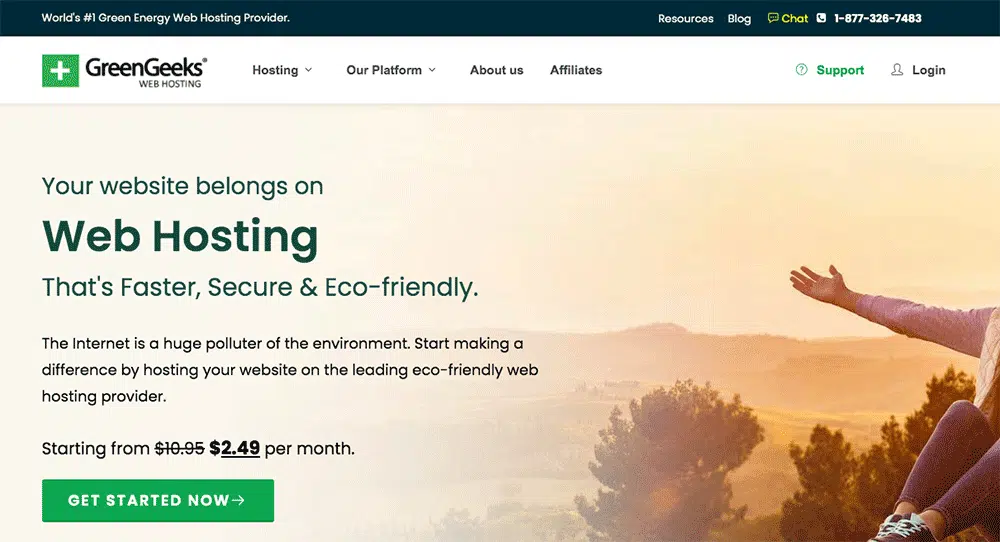 World's #1 Green Energy Web Hosting Provider.
Resources Blog Chat 1-877-326-7483
GreenGeeks®
WEB HOSTING
Hosting Our Platform About us Affiliates Support Login
Your website belongs on
Web Hosting
That's Faster, Secure & Eco-friendly.
The Internet is a huge polluter of the environment. Start making a
difference by hosting your website on the leading eco-friendly web
hosting provider.
Starting from $10.95 $2.49 per month.
GET STARTED NOW→